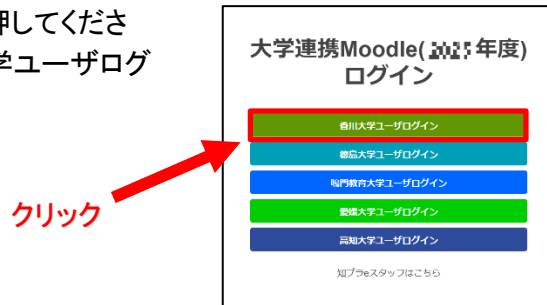 押してくださ
学ユーザログ
大学連携Moodle(2025年度)
ログイン
香川大学ユーザログイン
徳島大学ユーザログイン
鳴門教育大学ユーザログイン
愛媛大学ユーザログイン
高知大学ユーザログイン
知プラeスタッフはこちら
クリック